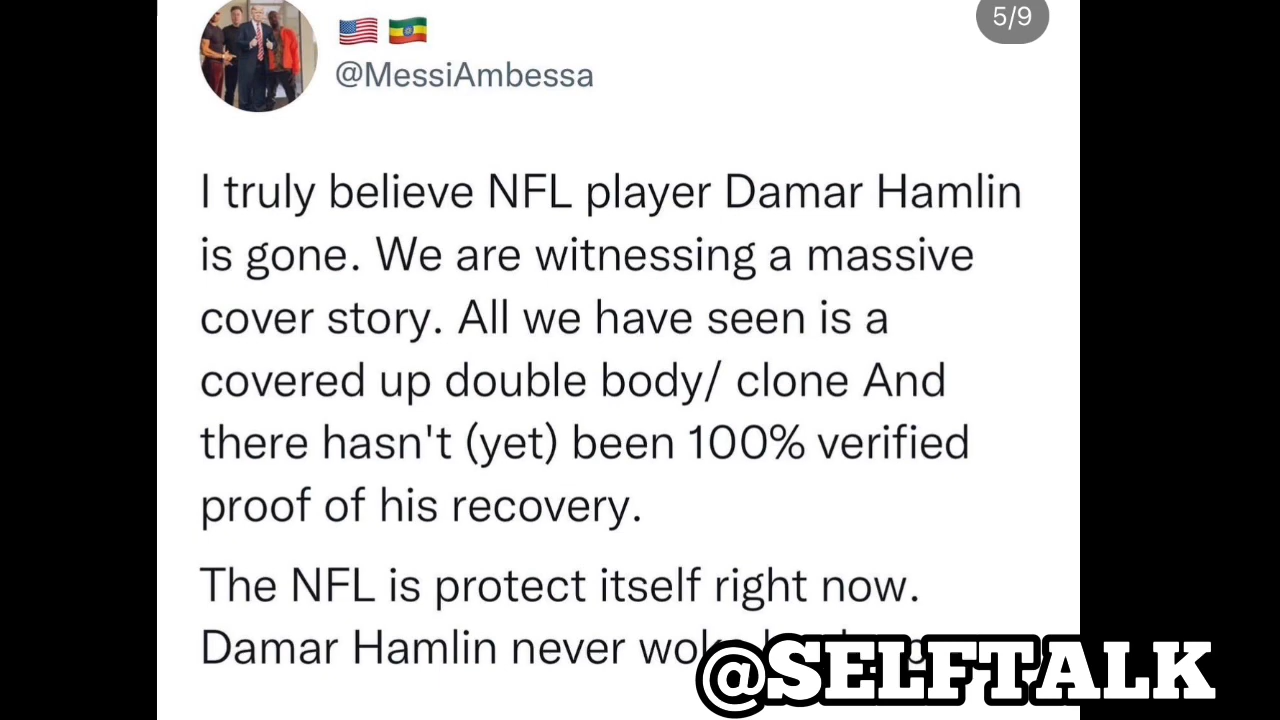 5/9
@MessiAmbessa
I truly believe NFL player Damar Hamlin
is gone. We are witnessing a massive
cover story. All we have seen is a
covered up double body/ clone And
there hasn't (yet) been 100% verified
proof of his recovery.
The NFL is protect itself right now.
Damar Hamlin never
@SELFTALK